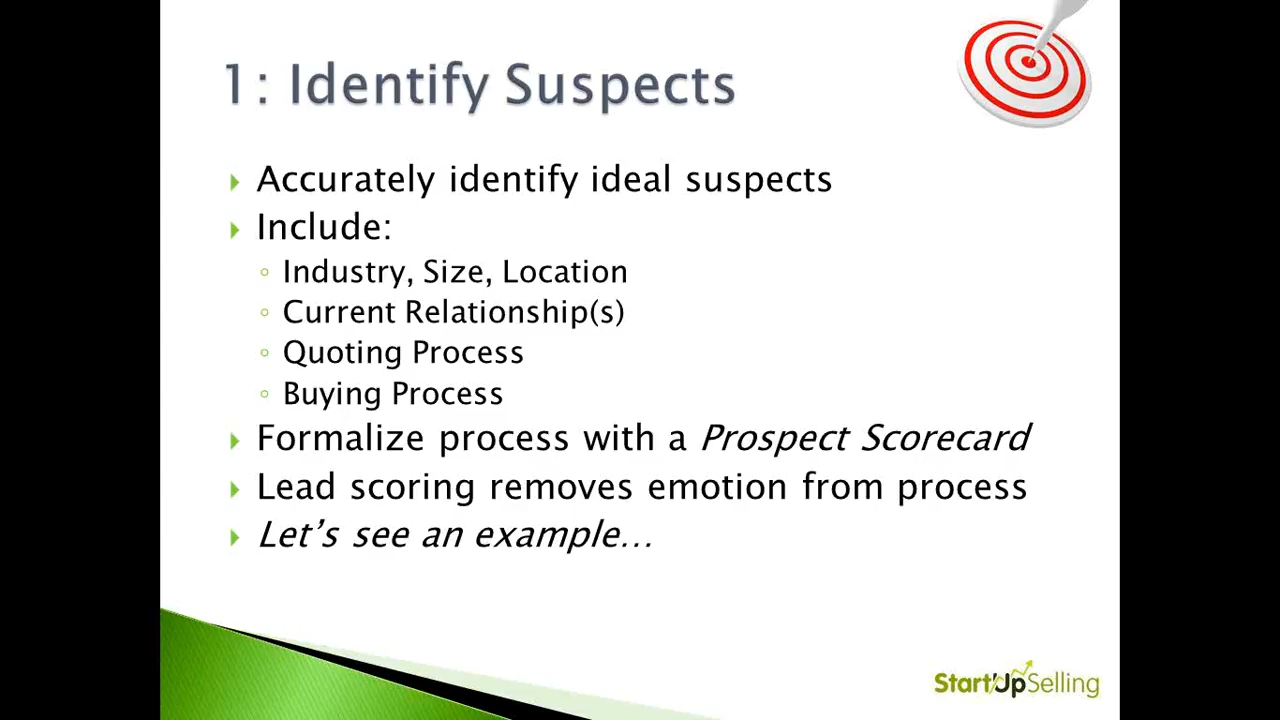 1: Identify Suspects
Accurately identify ideal suspects
Include:
Industry, Size, Location
Current Relationship(s)
Quoting Process
Buying Process
Formalize process with a Prospect Scorecard
Lead scoring removes emotion from process
Let’s see an example…
StartUpSelling